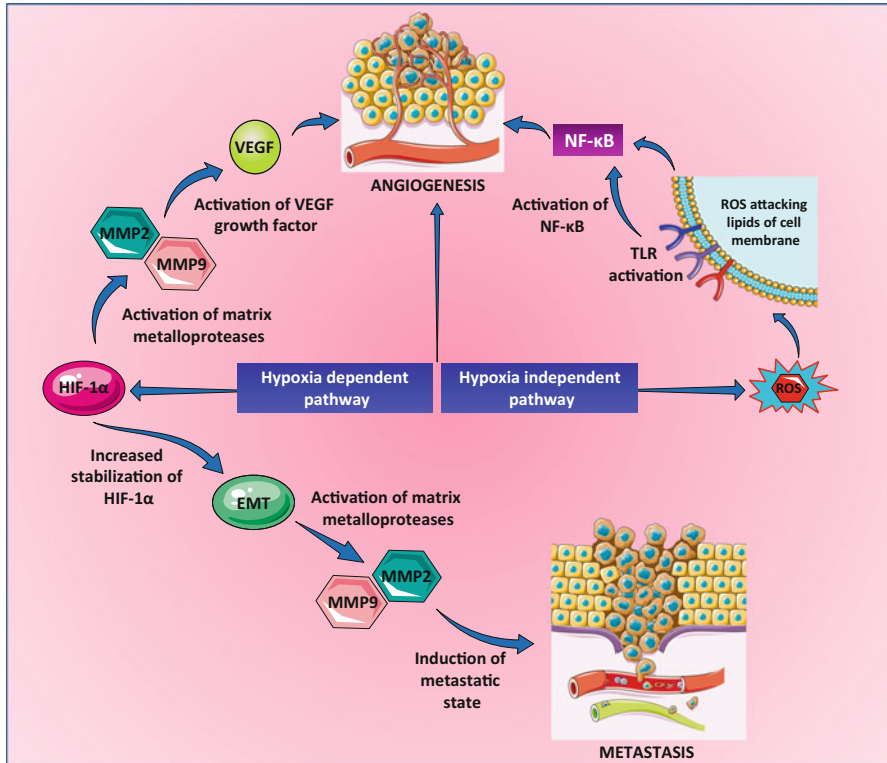 VEGF
NF-κB
ANGIOGENESIS
Activation of VEGF
growth factor
Activation of
NF-κB
ROS attacking
lipids of cell
membrane
TLR
activation
MMP2
MMP9
Activation of matrix
metalloproteases
HIF-1α
Hypoxia dependent
pathway
Hypoxia independent
pathway
ROS
Increased
stabilization of
HIF-1α
EMT
Activation of matrix
metalloproteases
MMP2
MMP9
Induction of
metastatic
state
METASTASIS